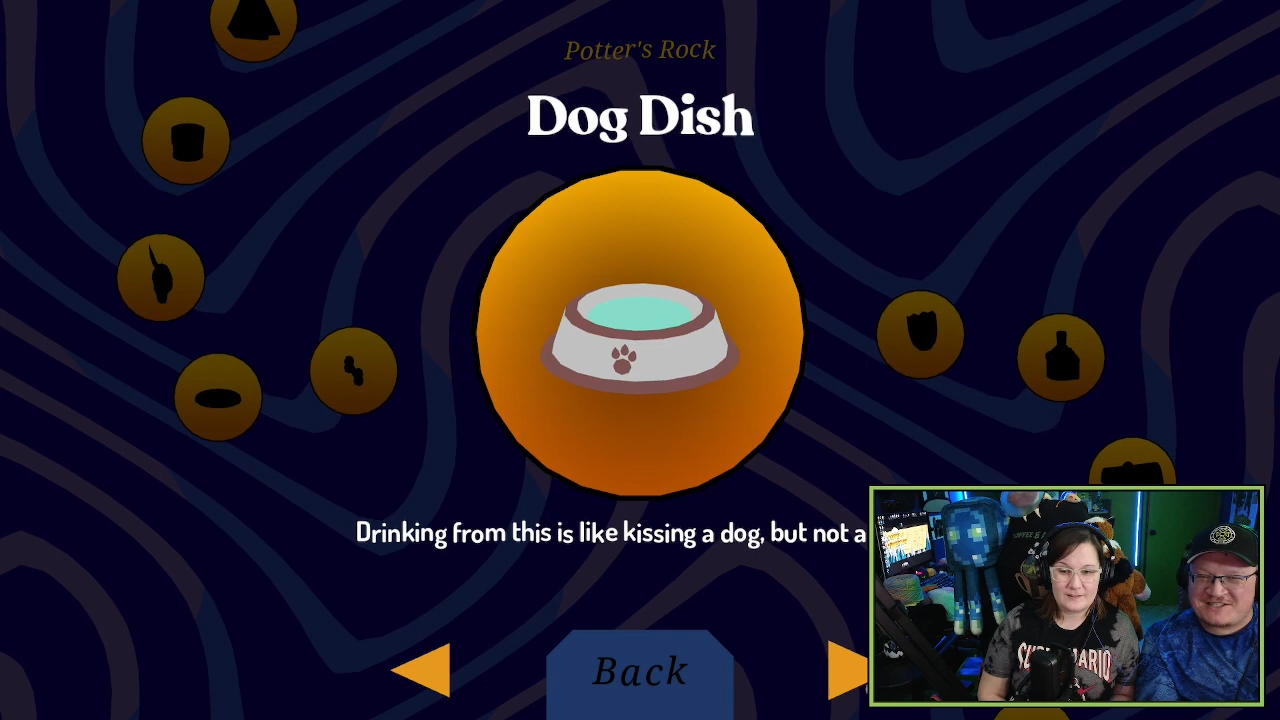 Potter's Rock
Dog Dish
Drinking from this is like kissing a dog, but not a
Back